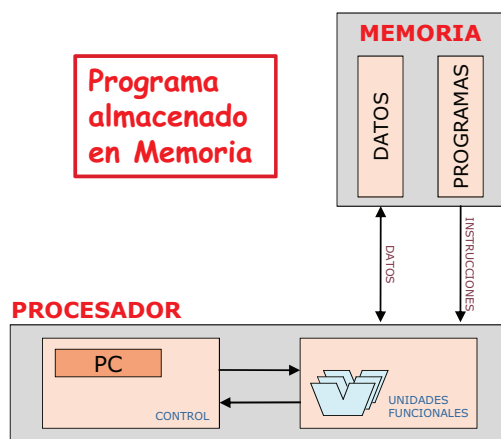 MEMORIA
Programa
almacenado
en Memoria
DATOS
PROGRAMAS
DATOS
INSTRUCCIONES
PROCESADOR
PC
CONTROL
UNIDADES
FUNCIONALES